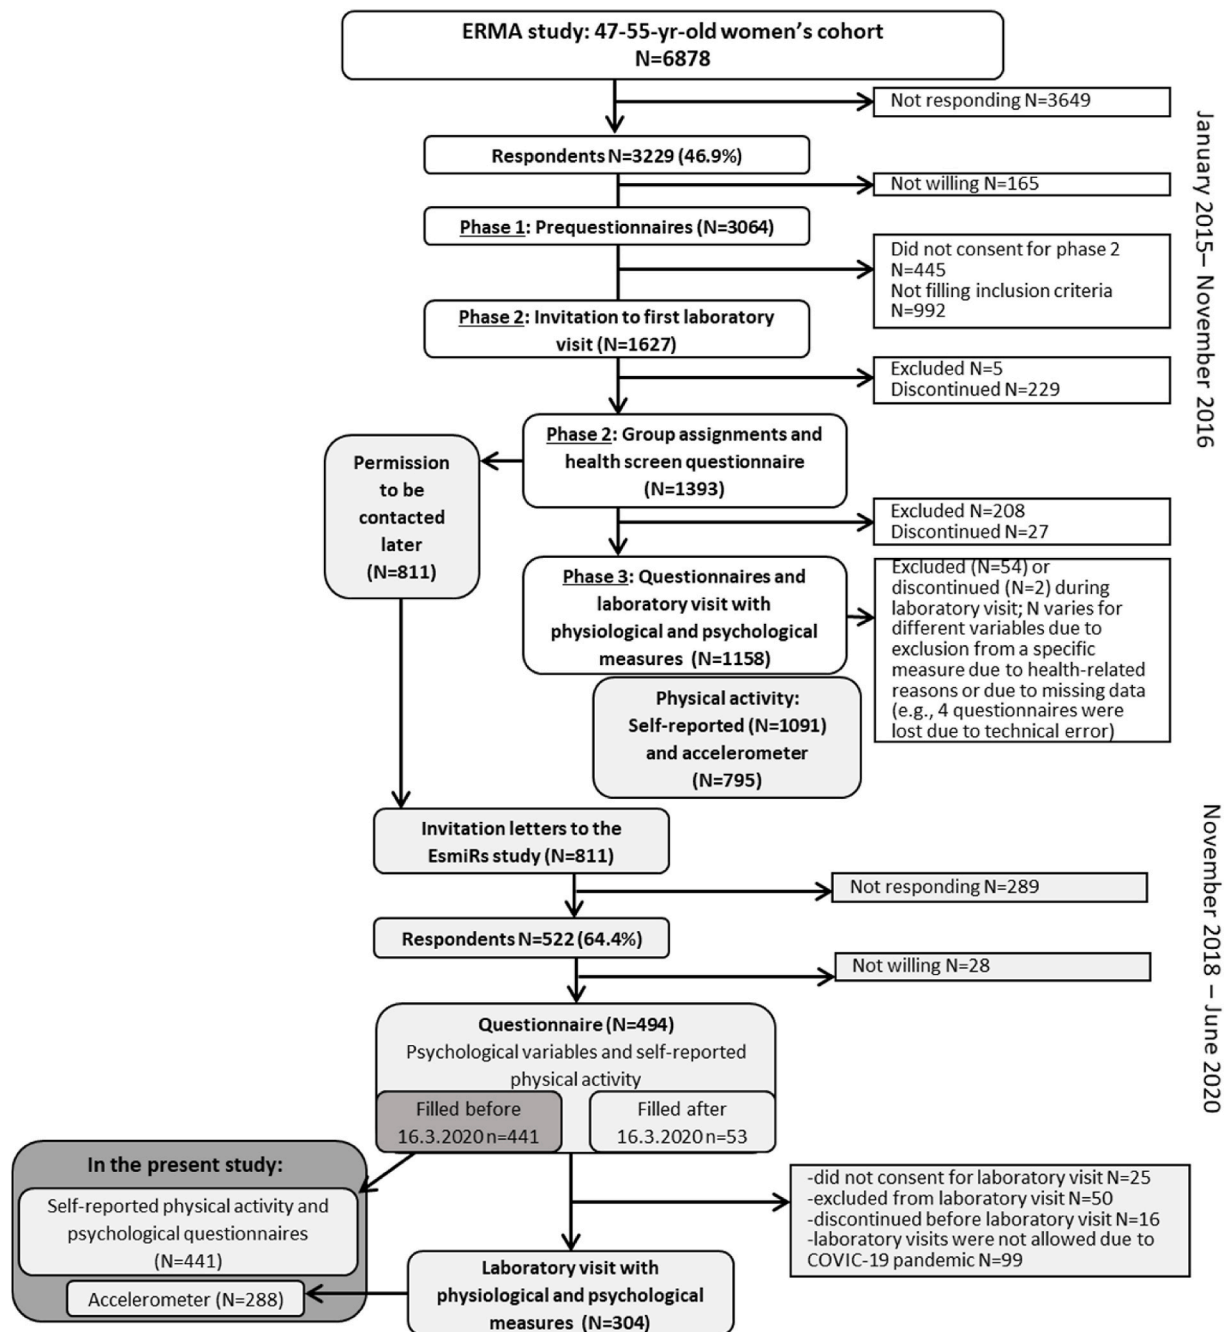 ERMA study: 47-55-yr-old women's cohort
N=6878
Not responding N=3649
Respondents N=3229 (46.9%)
Not willing N=165
Phase 1: Prequestionnaires (N=3064)
Did not consent for phase 2
N=445
Not filling inclusion criteria
N=992
Phase 2: Invitation to first laboratory
visit (N=1627)
Excluded N=5
Discontinued N=229
January 2015– November 2016
Phase 2: Group assignments and
health screen questionnaire
(N=1393)
Permission
to be
contacted
later
(N=811)
Excluded N=208
Discontinued N=27
Phase 3: Questionnaires and
laboratory visit with
physiological and psychological
measures (N=1158)
Excluded (N=54) or
discontinued (N=2) during
laboratory visit; N varies for
different variables due to
exclusion from a specific
measure due to health-related
reasons or due to missing data
(e.g., 4 questionnaires were
lost due to technical error)
Physical activity:
Self-reported (N=1091)
and accelerometer
(N=795)
Invitation letters to the
EsmiRs study (N=811)
Not responding N=289
Respondents N=522 (64.4%)
Not willing N=28
November 2018 – June 2020
Questionnaire (N=494)
Psychological variables and self-reported
physical activity
Filled before
16.3.2020 n=441
Filled after
16.3.2020 n=53
In the present study:
Self-reported physical activity and
psychological questionnaires
(N=441)
Accelerometer (N=288)
-did not consent for laboratory visit N=25
-excluded from laboratory visit N=50
-discontinued before laboratory visit N=16
-laboratory visits were not allowed due to
COVIC-19 pandemic N=99
Laboratory visit with
physiological and psychological
measures (N=304)